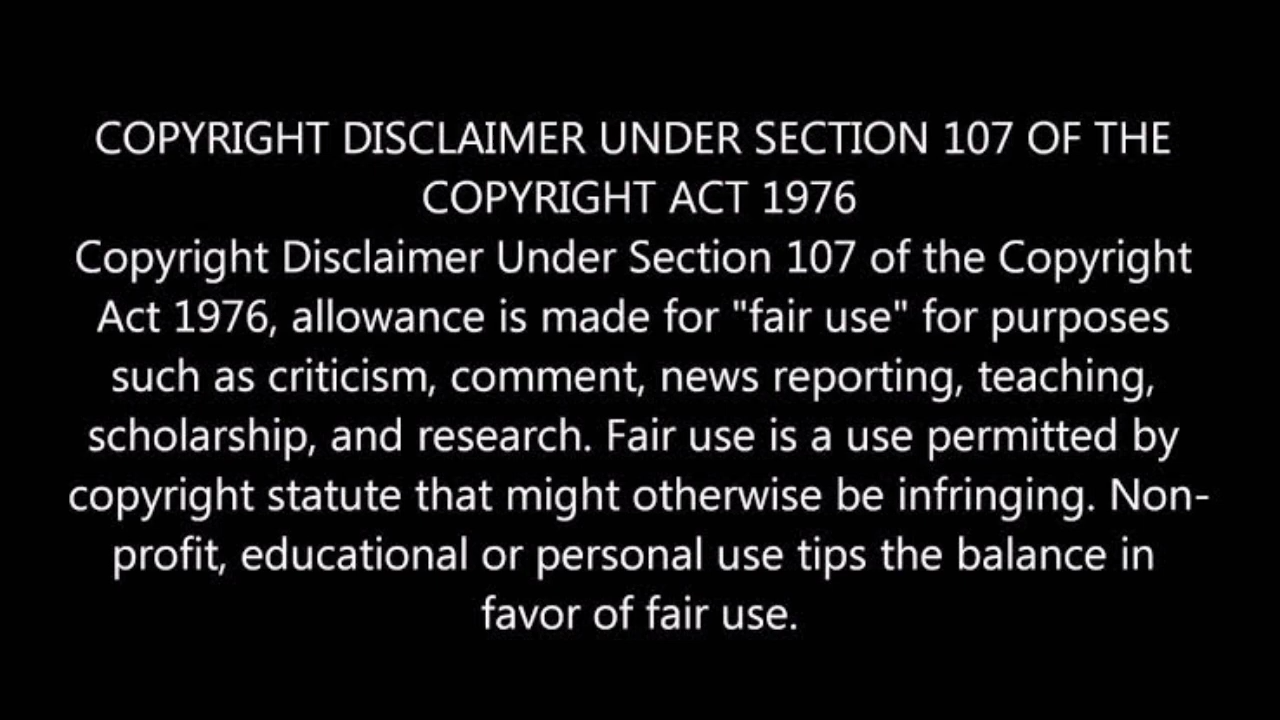 COPYRIGHT DISCLAIMER UNDER SECTION 107 OF THE
COPYRIGHT ACT 1976
Copyright Disclaimer Under Section 107 of the Copyright
Act 1976, allowance is made for "fair use" for purposes
such as criticism, comment, news reporting, teaching,
scholarship, and research. Fair use is a use permitted by
copyright statute that might otherwise be infringing. Non-
profit, educational or personal use tips the balance in
favor of fair use.